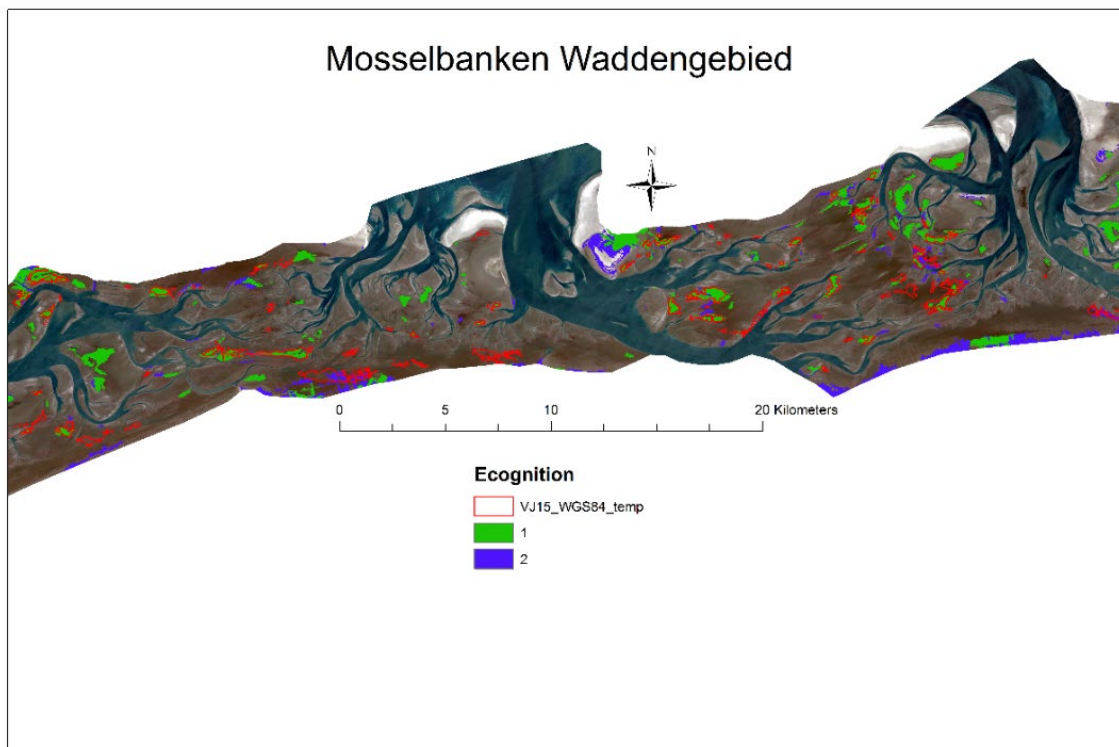 Mosselbanken Waddengebied
N
0 5 10 20 Kilometers
Ecognition
VJ15_WGS84_temp
1
2